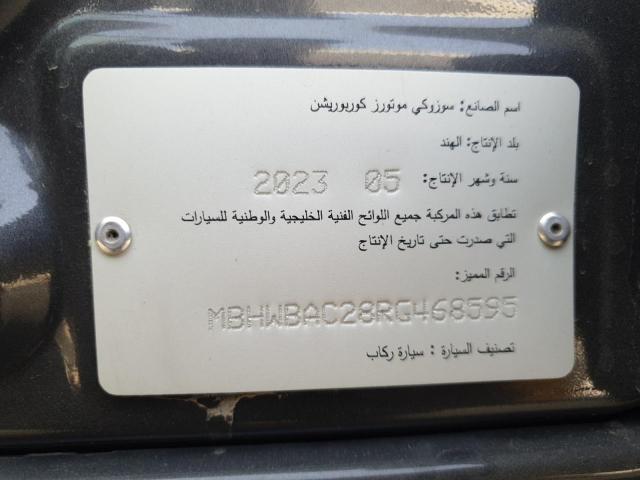 اسم الصانع: سوزوكي موتورز كوربوريشن
بلد الإنتاج: الهند
سنة وشهر الإنتاج: 05 2023
تطابق هذه المركبة جميع اللوائح الفنية الخليجية والوطنية للسيارات
التي صدرت حتى تاريخ الإنتاج
الرقم المميز:
MBHWBAC28RG468595
تصنيف السيارة : سيارة ركاب